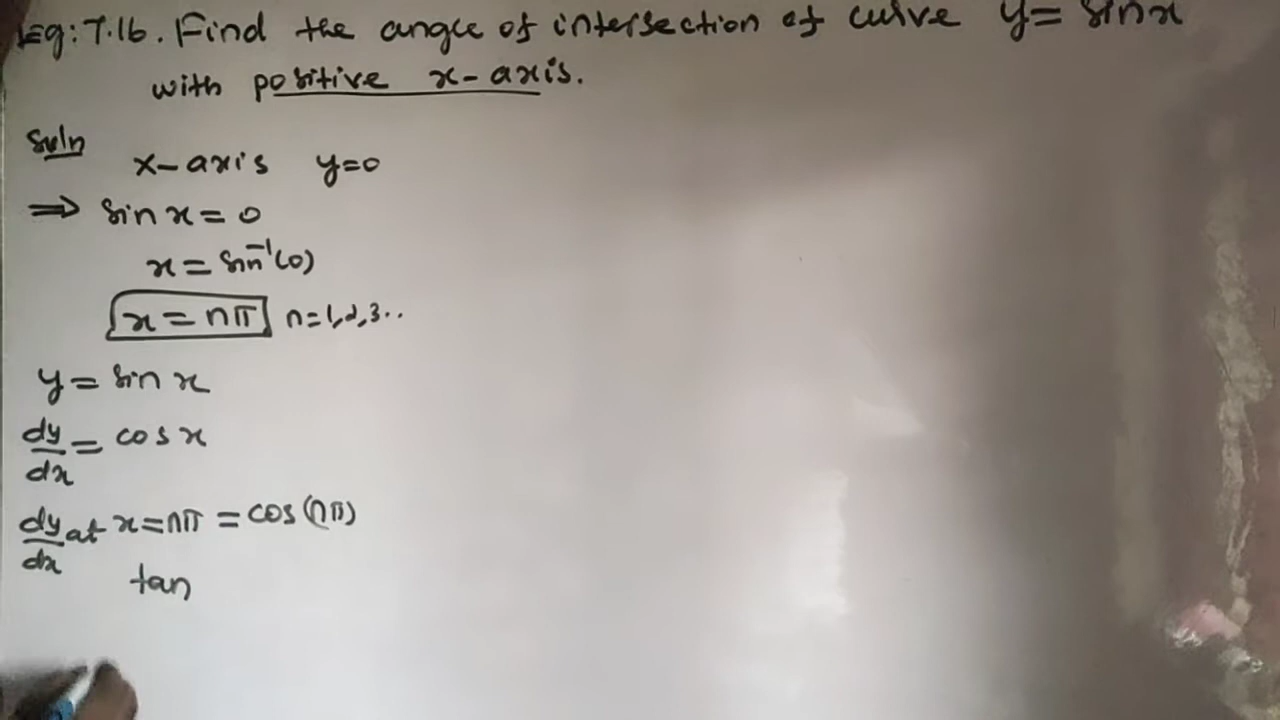 Eg: 7.16. Find the angle of intersection of curve y = sin x
with positive x-axis.
Soln
x-axis y=0
⇒ sin x = 0
x = sin⁻¹(0)
x = nπ n=1,2,3..
y = sin x
dy/dx = cos x
dy/dx at x=nπ = cos(nπ)
tan